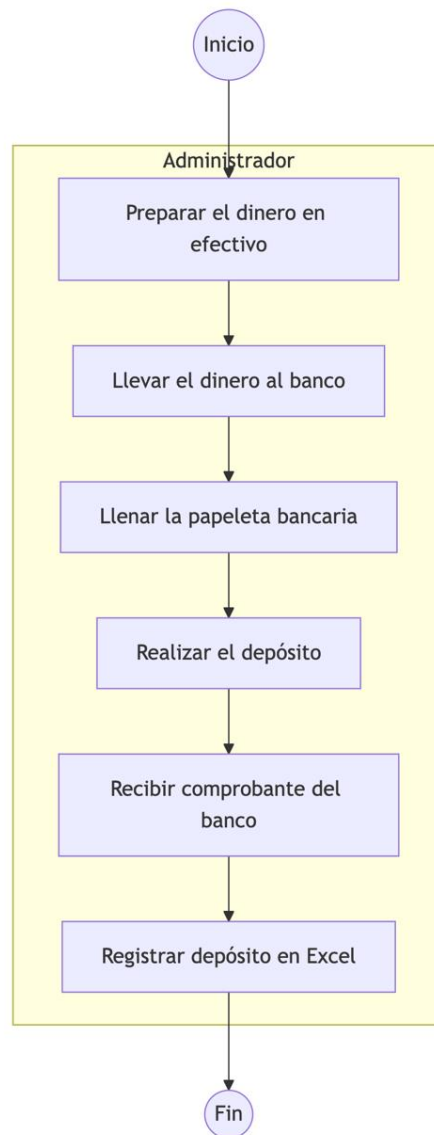 Inicio
Administrador
Preparar el dinero en
efectivo
Llevar el dinero al banco
Llenar la papeleta bancaria
Realizar el depósito
Recibir comprobante del
banco
Registrar depósito en Excel
Fin